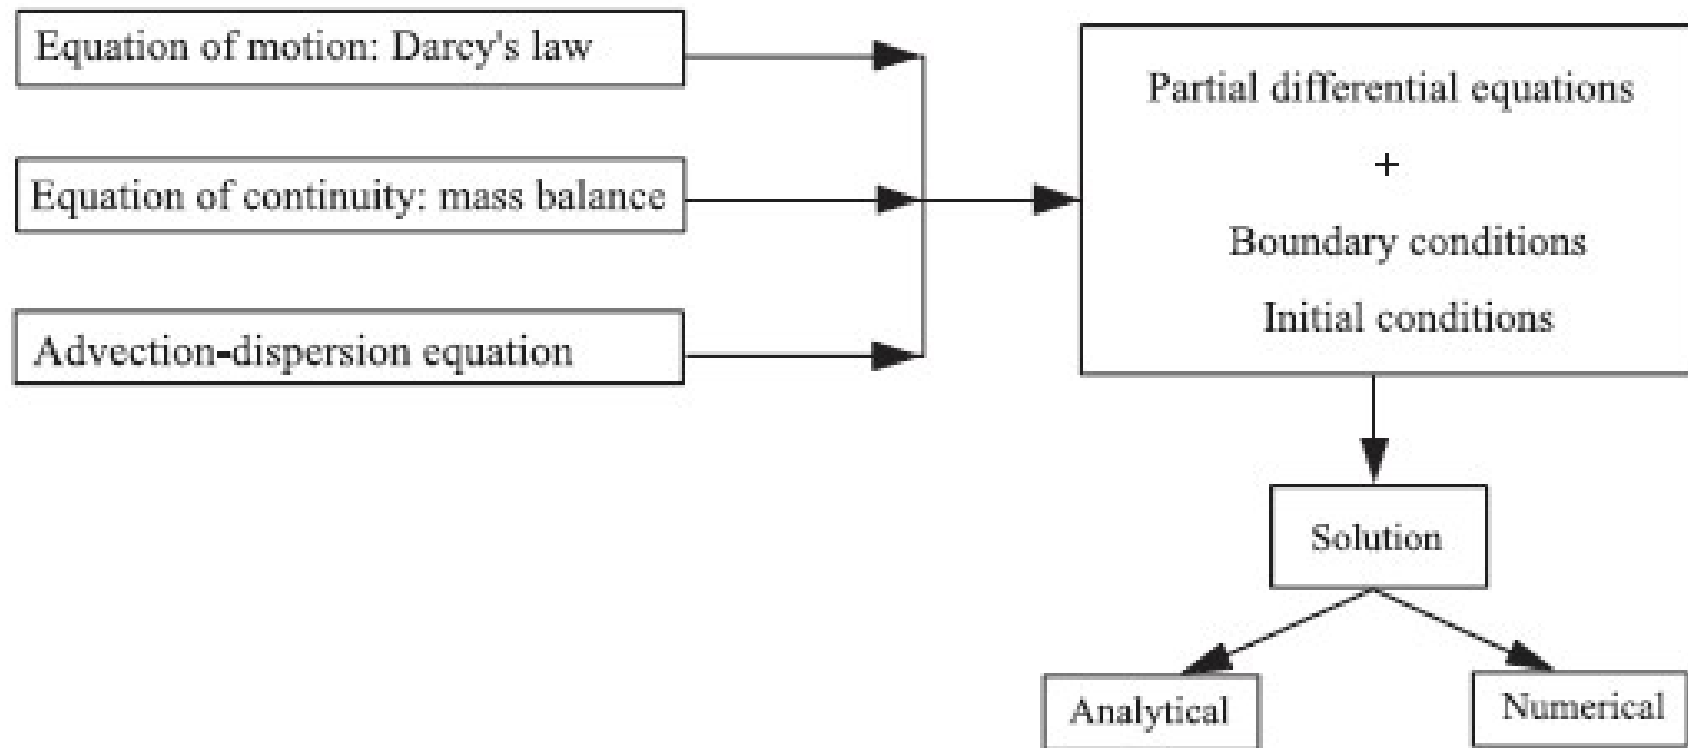 Equation of motion: Darcy's law
Equation of continuity: mass balance
Advection-dispersion equation
Partial differential equations
+
Boundary conditions
Initial conditions
Solution
Analytical
Numerical